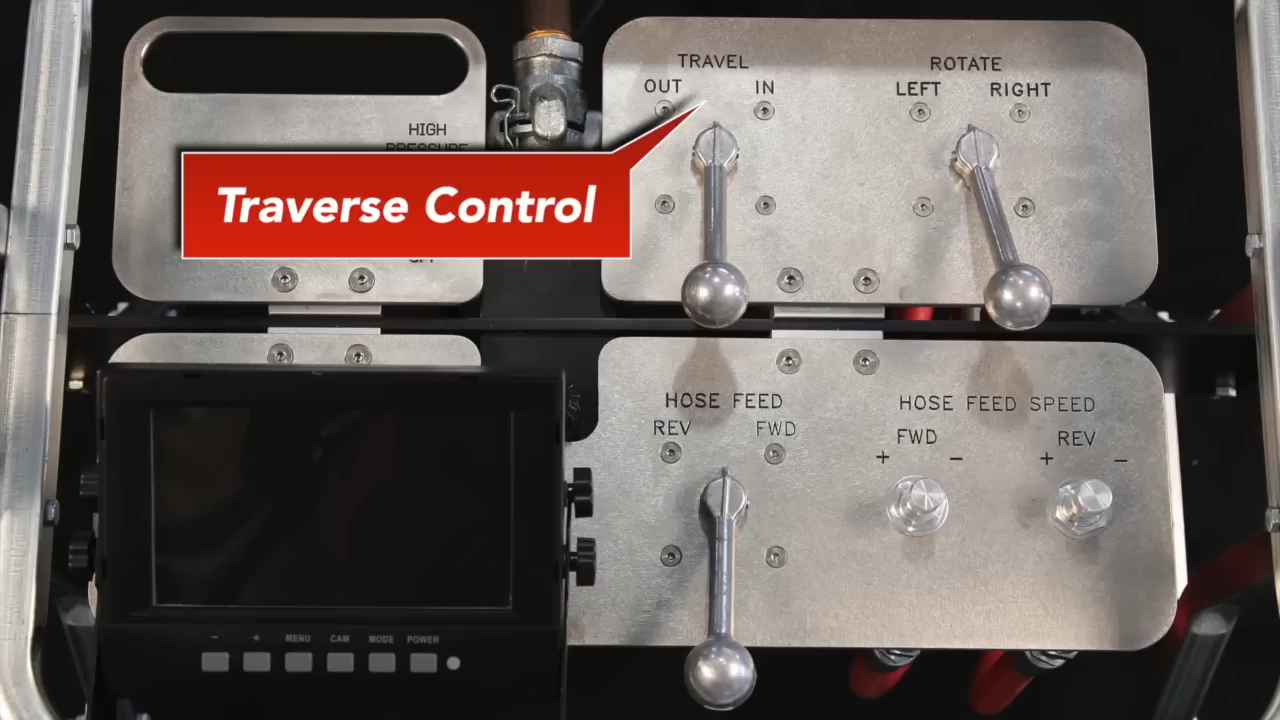 HIGH
PRESSURE
Traverse Control
TRAVEL
OUT IN
ROTATE
LEFT RIGHT
HOSE FEED
REV FWD
HOSE FEED SPEED
FWD REV
+ − + −
− + MENU CAM MODE POWER